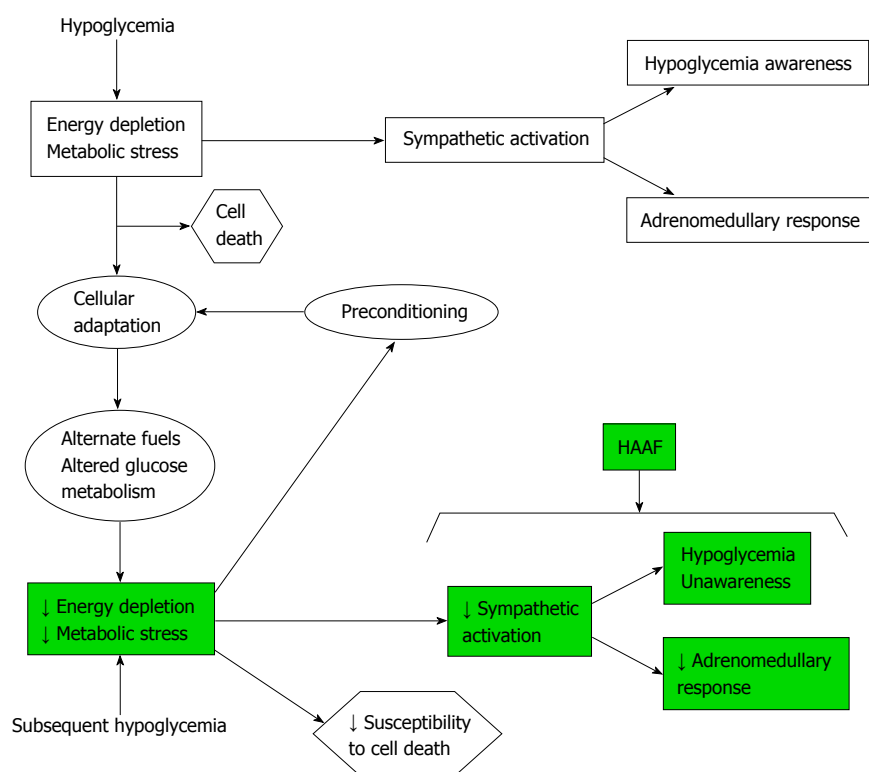 Hypoglycemia
Hypoglycemia awareness
Energy depletion
Metabolic stress
Sympathetic activation
Adrenomedullary response
Cell
death
Cellular
adaptation
Preconditioning
Alternate fuels
Altered glucose
metabolism
HAAF
Hypoglycemia
Unawareness
↓ Energy depletion
↓ Metabolic stress
↓ Sympathetic
activation
↓ Adrenomedullary
response
Subsequent hypoglycemia
↓ Susceptibility
to cell death